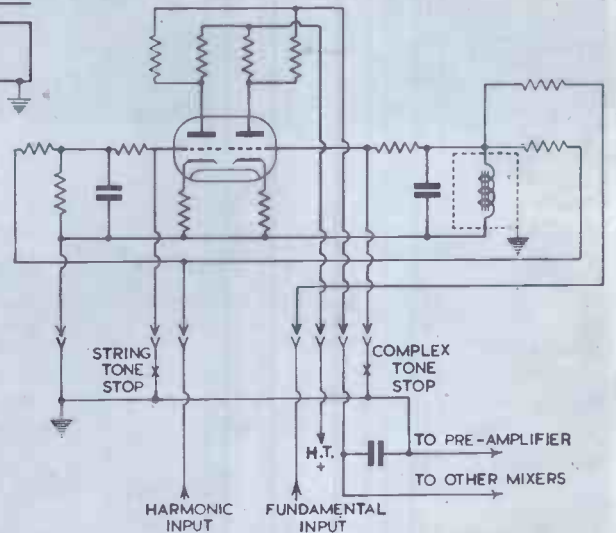 STRING
TONE
STOP
COMPLEX
TONE
STOP
H.T.
+
TO PRE-AMPLIFIER
TO OTHER MIXERS
HARMONIC
INPUT
FUNDAMENTAL
INPUT